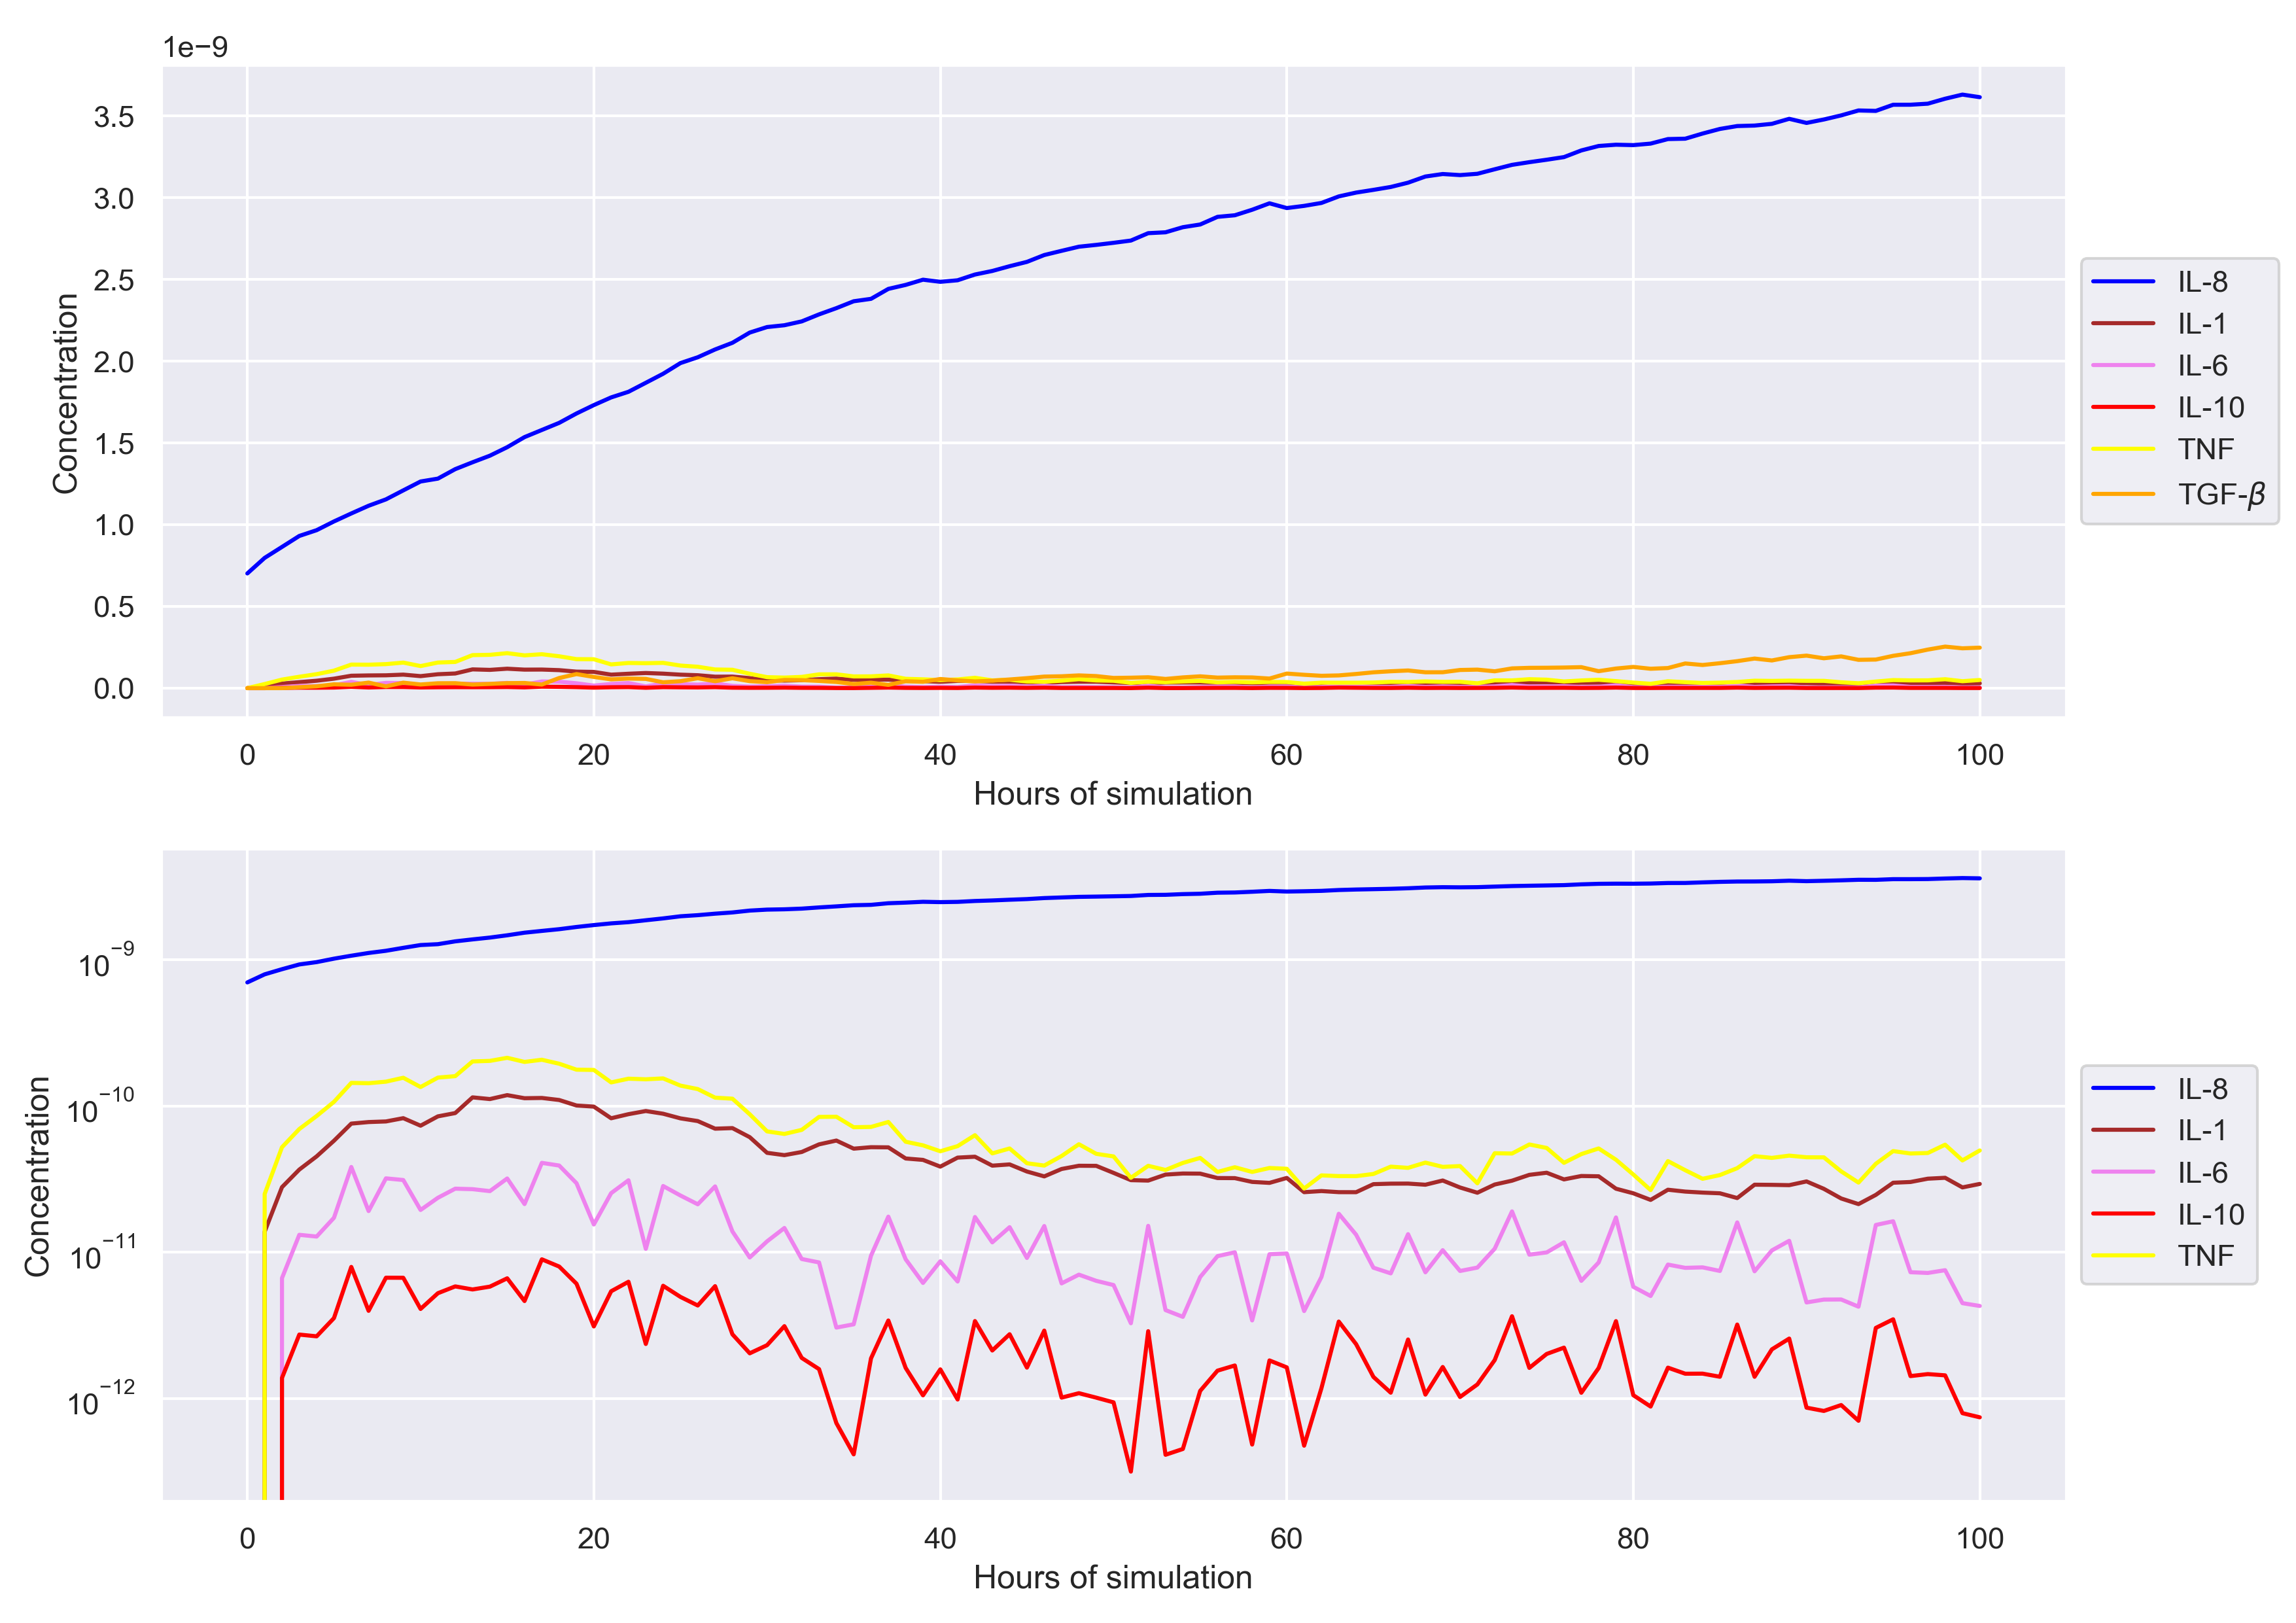 1e−9
3.5
3.0
2.5
2.0
1.5
1.0
0.5
0.0
Concentration
0 20 40 60 80 100
Hours of simulation
IL-8
IL-1
IL-6
IL-10
TNF
TGF-β
10⁻⁹
10⁻¹⁰
10⁻¹¹
10⁻¹²
Concentration
0 20 40 60 80 100
Hours of simulation
IL-8
IL-1
IL-6
IL-10
TNF